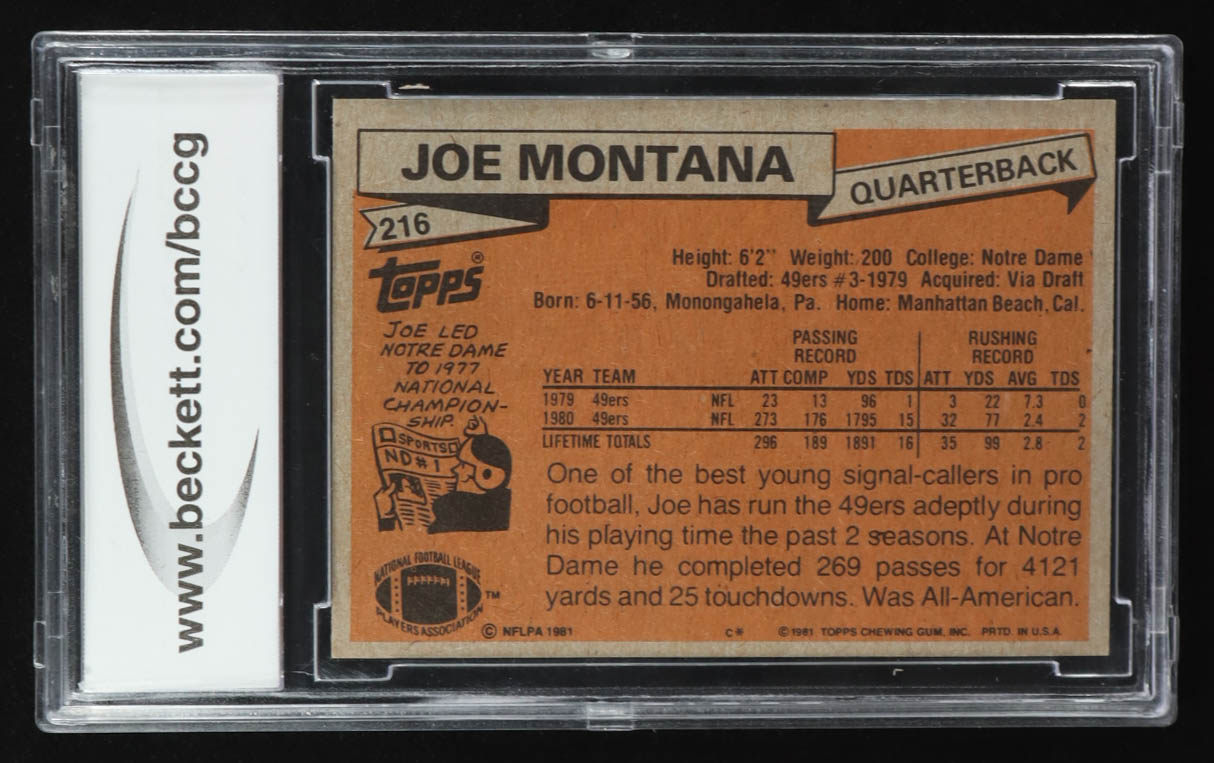 www.beckett.com/bccg
JOE MONTANA
QUARTERBACK
216
topps®
Height: 6'2" Weight: 200 College: Notre Dame
Drafted: 49ers #3-1979 Acquired: Via Draft
Born: 6-11-56, Monongahela, Pa. Home: Manhattan Beach, Cal.
JOE LED
NOTRE DAME
TO 1977
NATIONAL
CHAMPION-
SHIP.
SPORTS
ND#1
PASSING RUSHING
RECORD RECORD
YEAR TEAM ATT COMP YDS TDS ATT YDS AVG TDS
1979 49ers NFL 23 13 96 1 3 22 7.3 0
1980 49ers NFL 273 176 1795 15 32 77 2.4 2
LIFETIME TOTALS 296 189 1891 16 35 99 2.8 2
One of the best young signal-callers in pro
football, Joe has run the 49ers adeptly during
his playing time the past 2 seasons. At Notre
Dame he completed 269 passes for 4121
yards and 25 touchdowns. Was All-American.
NATIONAL FOOTBALL LEAGUE
PLAYERS ASSOCIATION
TM
© NFLPA 1981 C* ©1981 TOPPS CHEWING GUM, INC. PRTD. IN U.S.A.